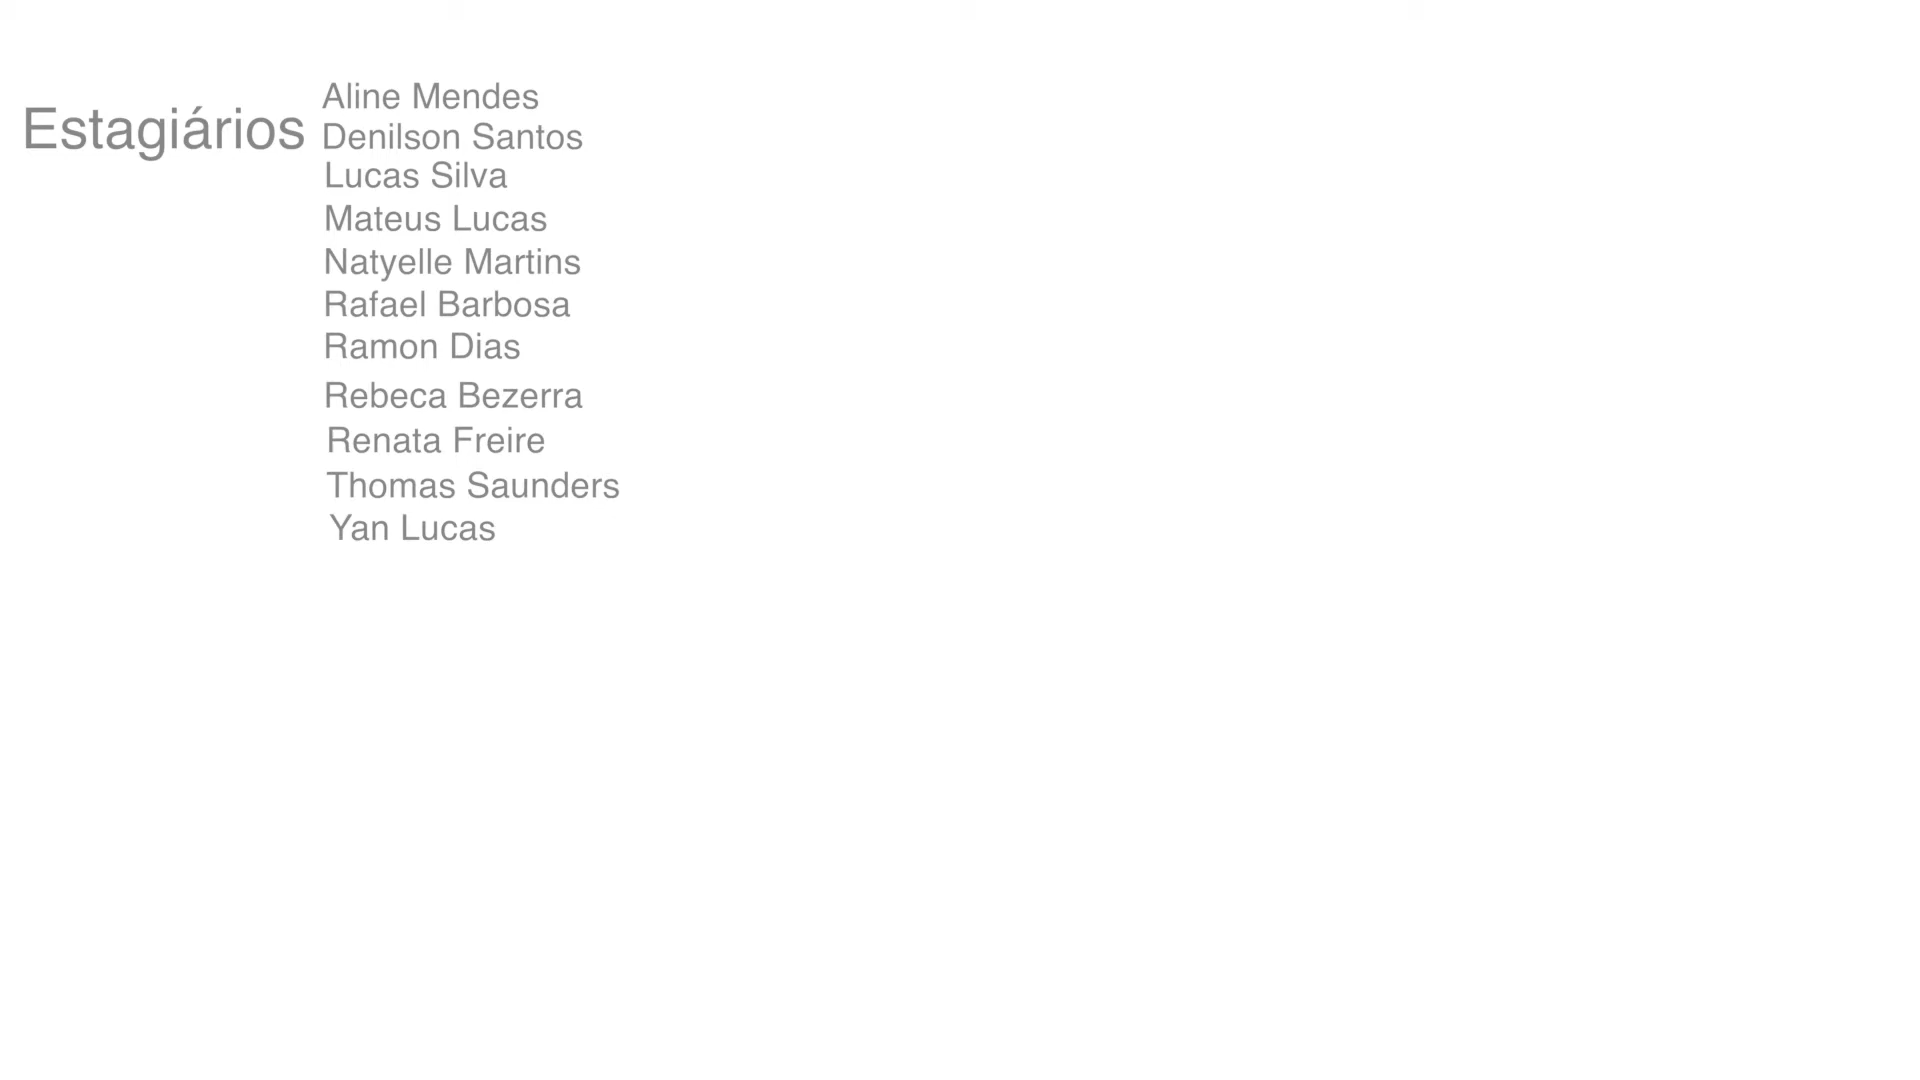 Estagiários
Aline Mendes
Denilson Santos
Lucas Silva
Mateus Lucas
Natyelle Martins
Rafael Barbosa
Ramon Dias
Rebeca Bezerra
Renata Freire
Thomas Saunders
Yan Lucas